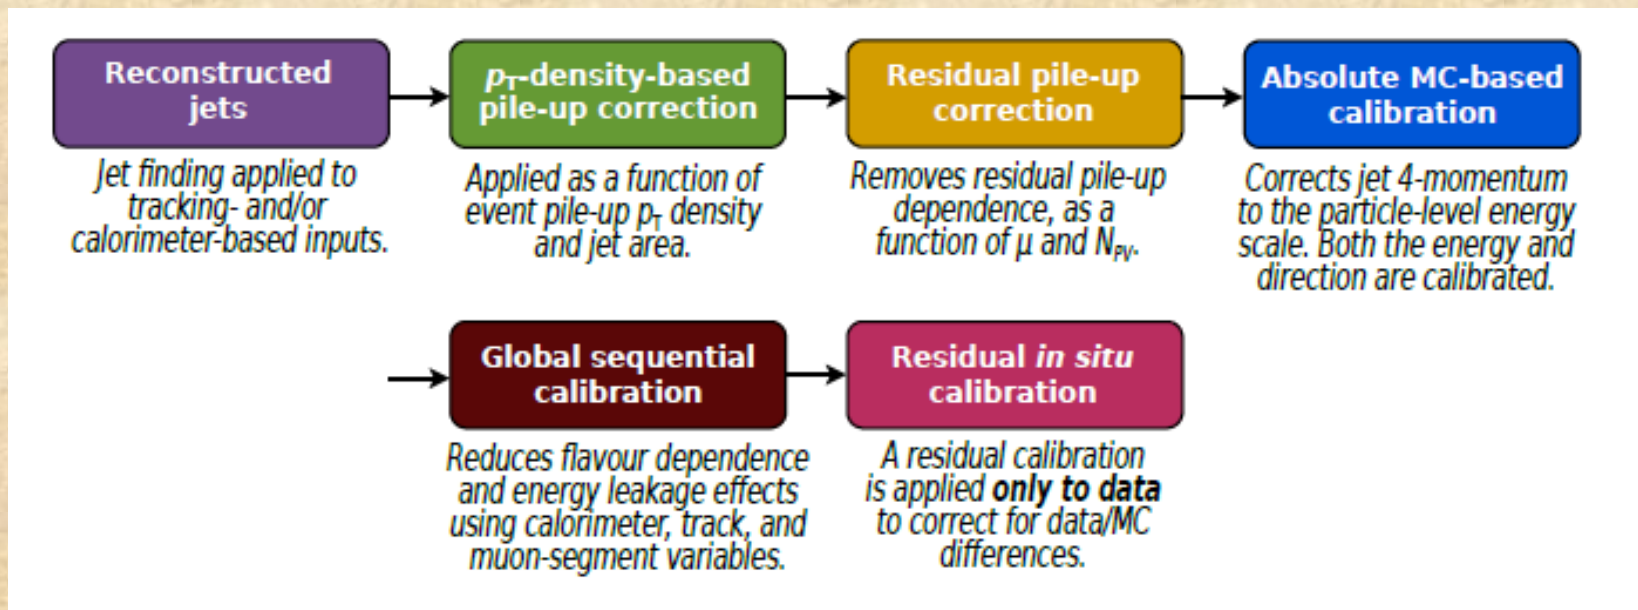 Reconstructed
jets
Jet finding applied to
tracking- and/or
calorimeter-based inputs.
pT-density-based
pile-up correction
Applied as a function of
event pile-up pT density
and jet area.
Residual pile-up
correction
Removes residual pile-up
dependence, as a
function of μ and NPV.
Absolute MC-based
calibration
Corrects jet 4-momentum
to the particle-level energy
scale. Both the energy and
direction are calibrated.
Global sequential
calibration
Reduces flavour dependence
and energy leakage effects
using calorimeter, track, and
muon-segment variables.
Residual in situ
calibration
A residual calibration
is applied only to data
to correct for data/MC
differences.